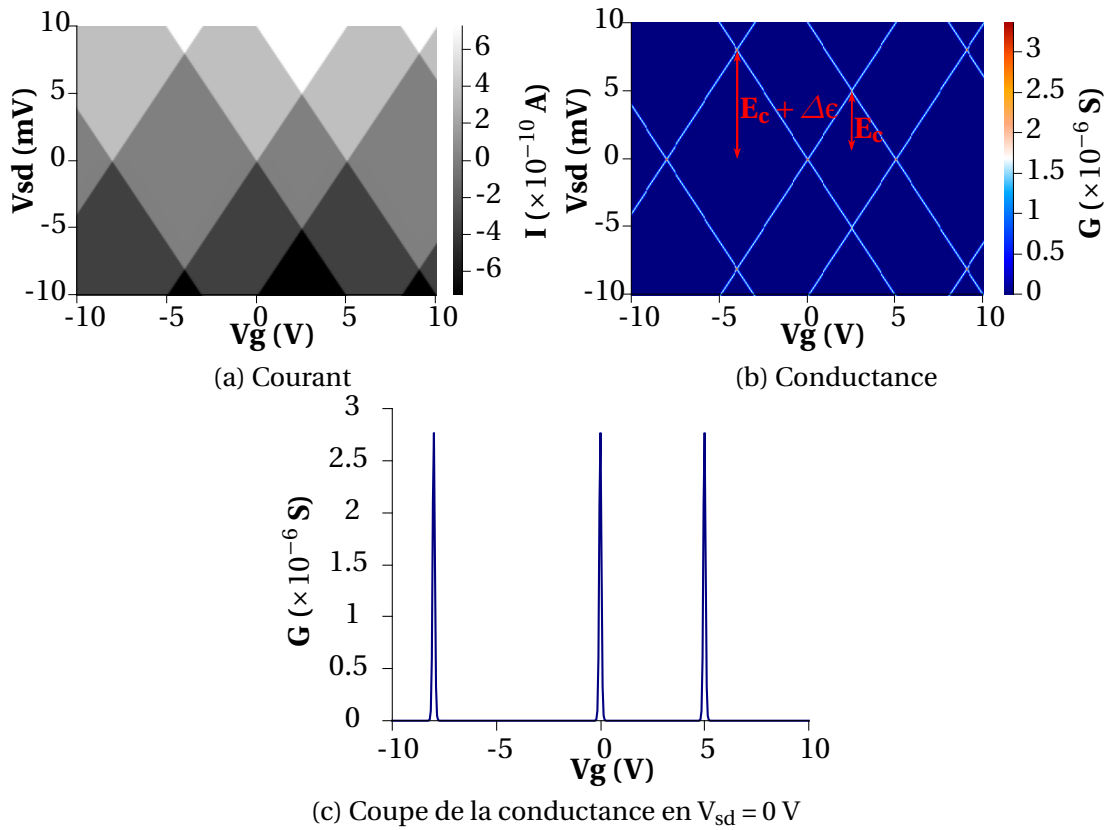 10
5
0
-5
-10
Vsd (mV)
-10 -5 0 5 10
Vg (V)
6
4
2
0
-2
-4
-6
I (×10⁻¹⁰ A)
(a) Courant
10
5
0
-5
-10
Vsd (mV)
E_c + Δϵ
E_c
-10 -5 0 5 10
Vg (V)
3
2.5
2
1.5
1
0.5
0
G (×10⁻⁶ S)
(b) Conductance
3
2.5
2
1.5
1
0.5
0
G (×10⁻⁶ S)
-10 -5 0 5 10
Vg (V)
(c) Coupe de la conductance en V_sd = 0 V